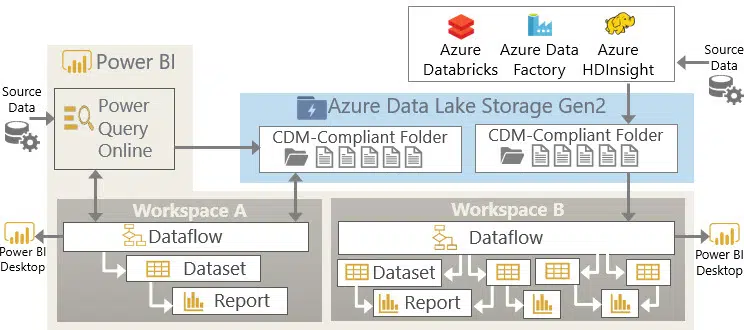 Azure
Databricks
Azure Data
Factory
Azure
HDInsight
Source
Data
Power BI
Source
Data
Power
Query
Online
Azure Data Lake Storage Gen2
CDM-Compliant Folder
CDM-Compliant Folder
Workspace A
Workspace B
Power BI
Desktop
Dataflow
Dataflow
Power BI
Desktop
Dataset
Dataset
Report
Report